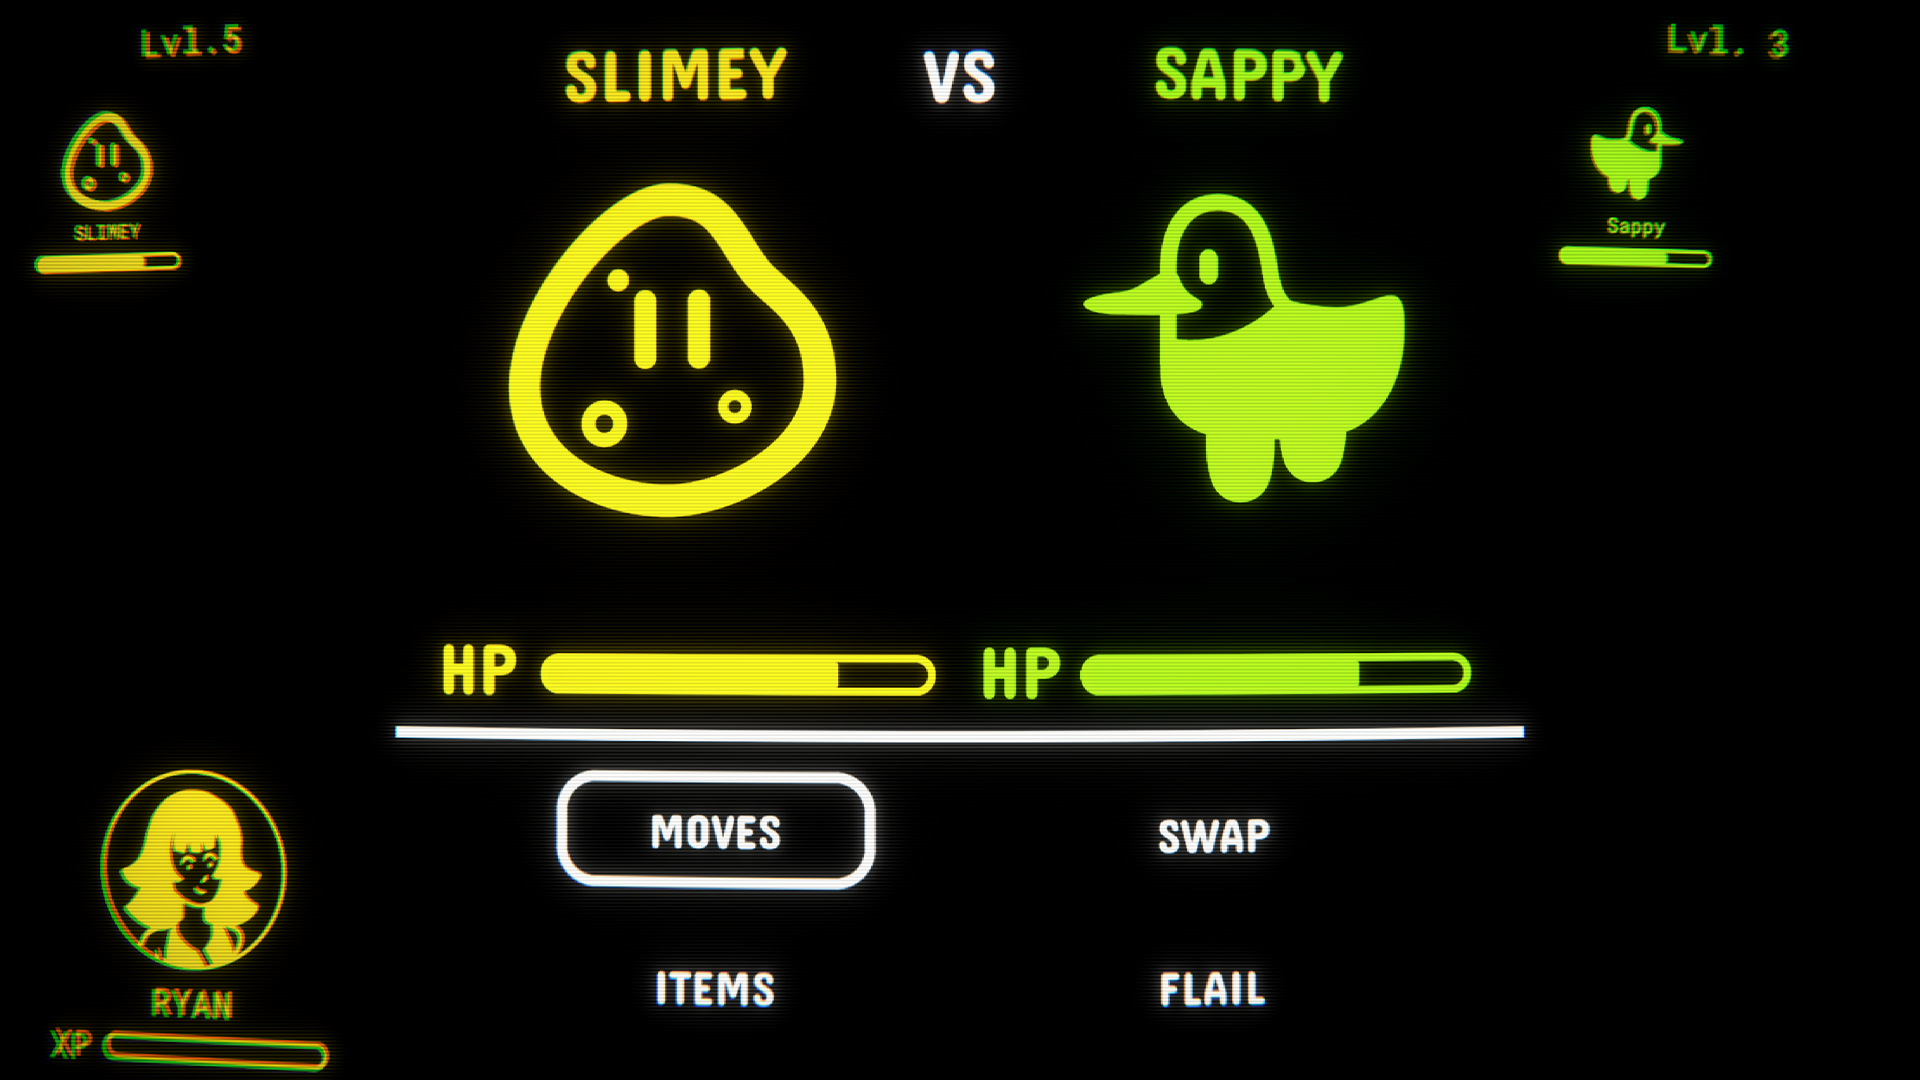 Lvl.5
SLIMEY VS SAPPY
Lvl. 3
SLIMEY
Sappy
HP
HP
MOVES
SWAP
ITEMS
FLAIL
RYAN
XP